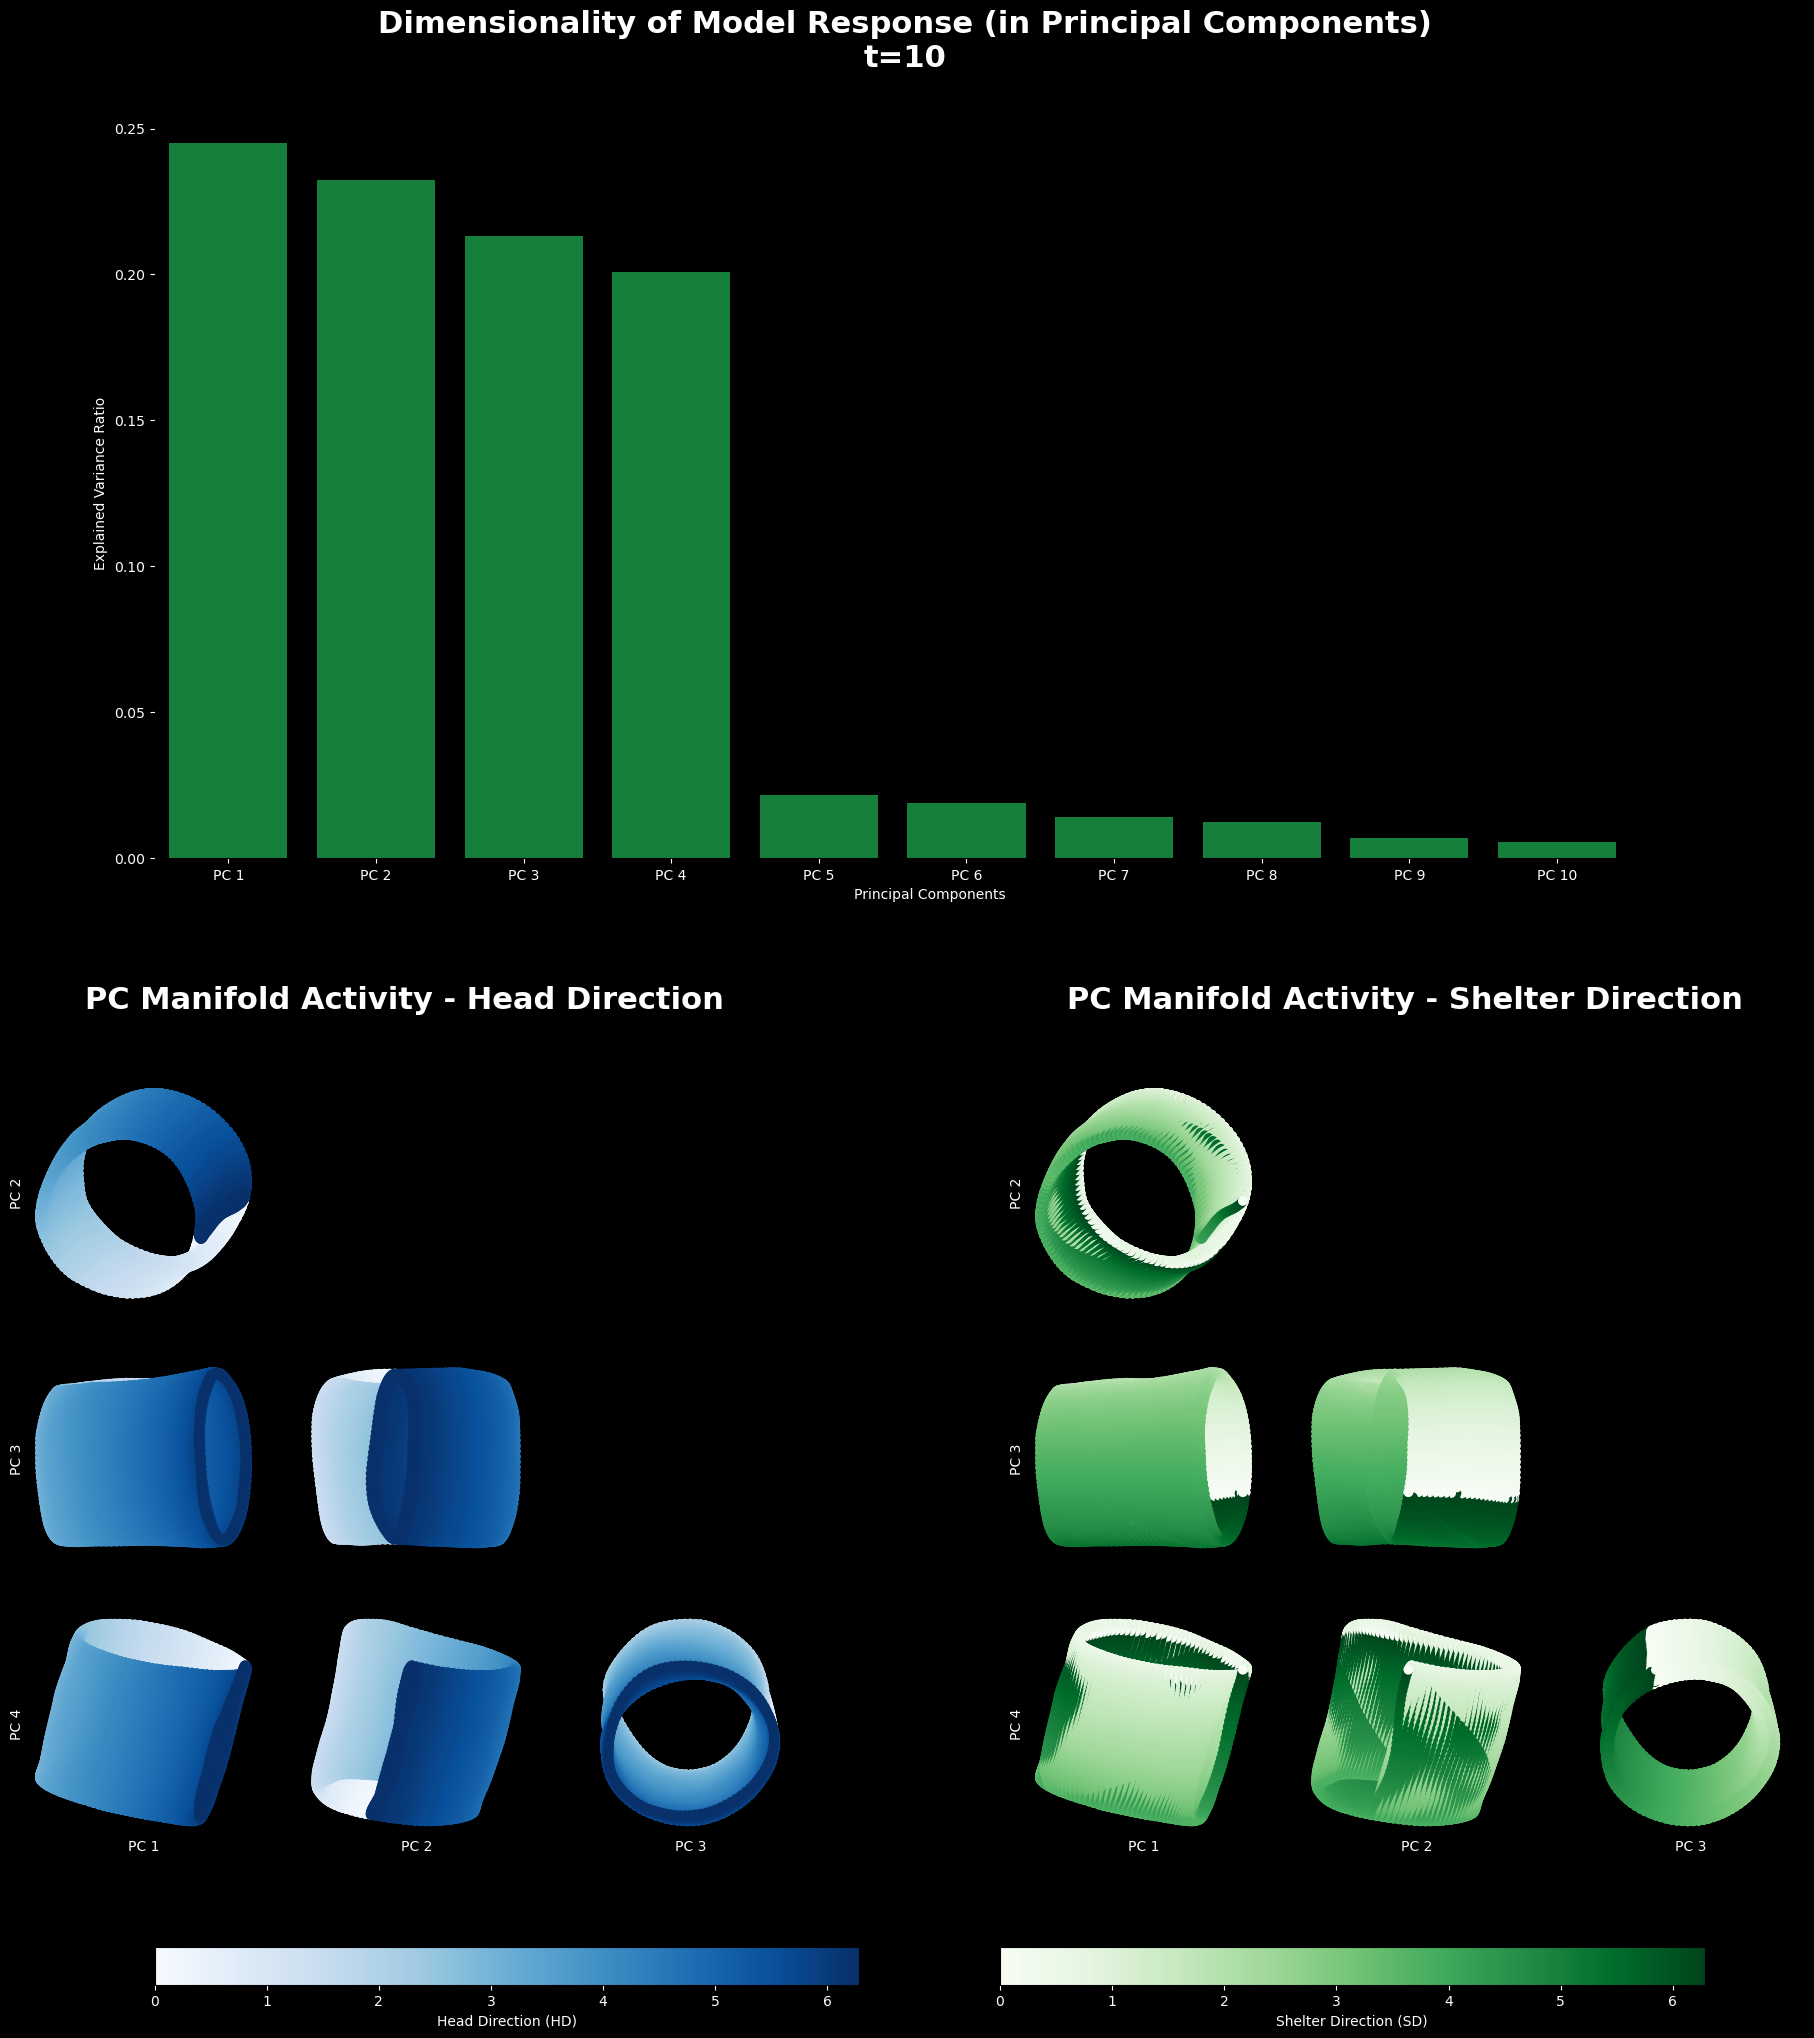 Dimensionality of Model Response (in Principal Components)
t=10
0.25
0.20
0.15
0.10
0.05
0.00
Explained Variance Ratio
PC 1 PC 2 PC 3 PC 4 PC 5 PC 6 PC 7 PC 8 PC 9 PC 10
Principal Components
PC Manifold Activity - Head Direction
PC 2
PC 3
PC 4
PC 1 PC 2 PC 3
0 1 2 3 4 5 6
Head Direction (HD)
PC Manifold Activity - Shelter Direction
PC 2
PC 3
PC 4
PC 1 PC 2 PC 3
0 1 2 3 4 5 6
Shelter Direction (SD)